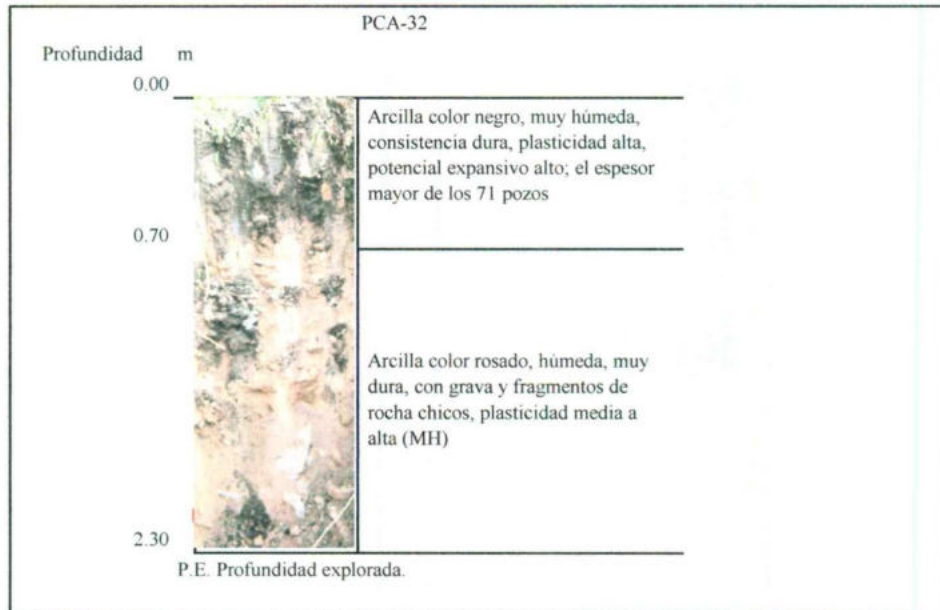 PCA-32
Profundidad m
0.00
Arcilla color negro, muy húmeda,
consistencia dura, plasticidad alta,
potencial expansivo alto; el espesor
mayor de los 71 pozos
0.70
Arcilla color rosado, húmeda, muy
dura, con grava y fragmentos de
rocha chicos, plasticidad media a
alta (MH)
2.30
P.E. Profundidad explorada.